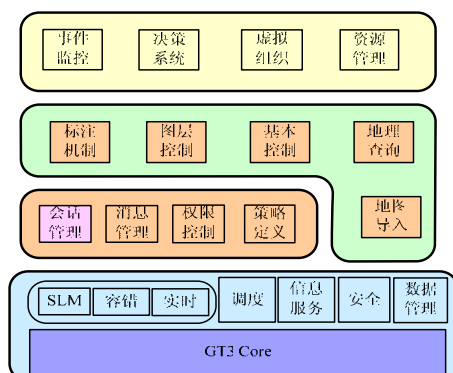 事件 决策 虚拟 资源
监控 系统 组织 管理
标注 图层 基本 地理
机制 控制 控制 查询
会话 消息 权限 策略 地图
管理 管理 控制 定义 导入
SLM 容错 实时 调度 信息 安全 数据
服务 管理
GT3 Core